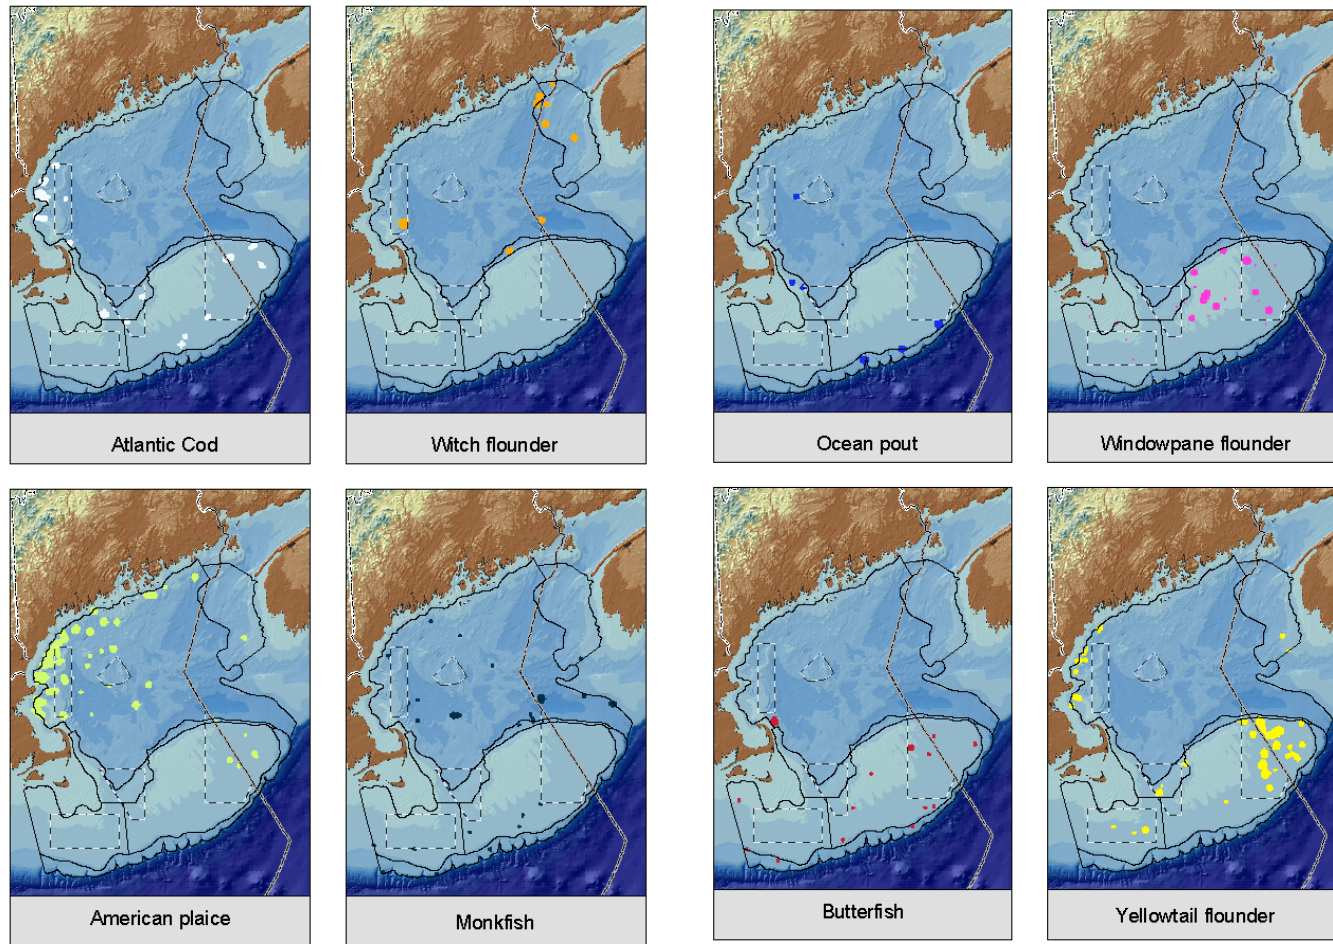 Atlantic Cod
Witch flounder
Ocean pout
Windowpane flounder
American plaice
Monkfish
Butterfish
Yellowtail flounder